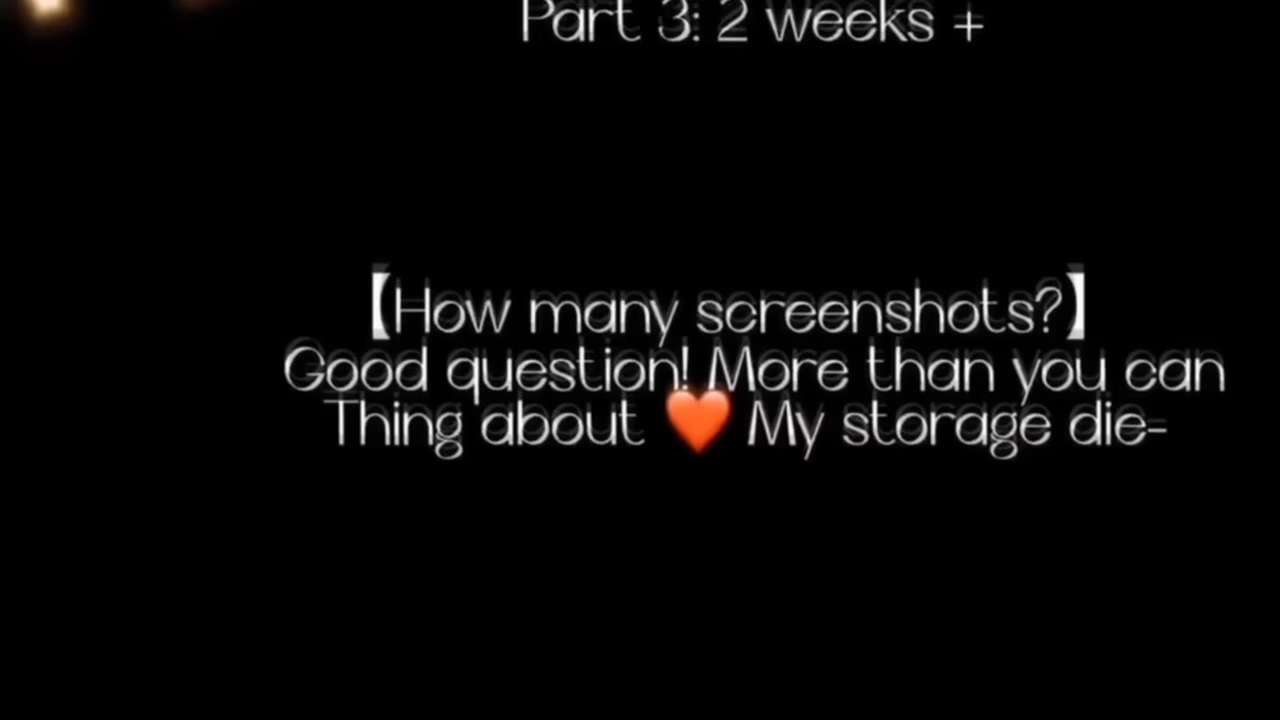 Part 3: 2 weeks +
【How many screenshots?】
Good question! More than you can
Thing about 🧡 My storage die-